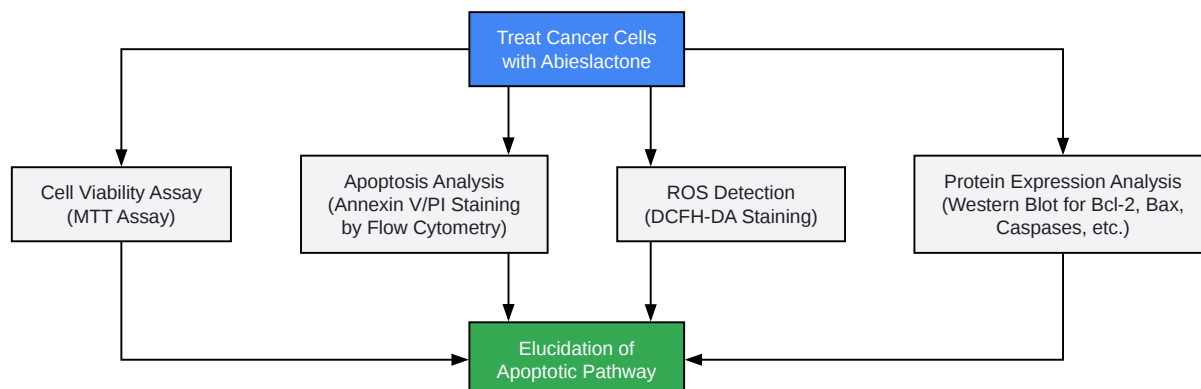 Treat Cancer Cells
with Abieslactone
Cell Viability Assay
(MTT Assay)
Apoptosis Analysis
(Annexin V/PI Staining
by Flow Cytometry)
ROS Detection
(DCFH-DA Staining)
Protein Expression Analysis
(Western Blot for Bcl-2, Bax,
Caspases, etc.)
Elucidation of
Apoptotic Pathway